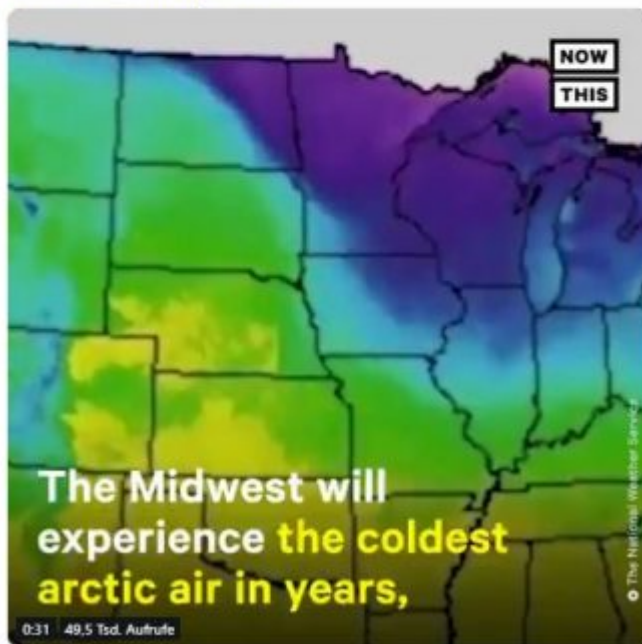 NOW
THIS
The Midwest will
experience the coldest
arctic air in years,
© The National Weather Service
0:31 49,5 Tsd. Aufrufe